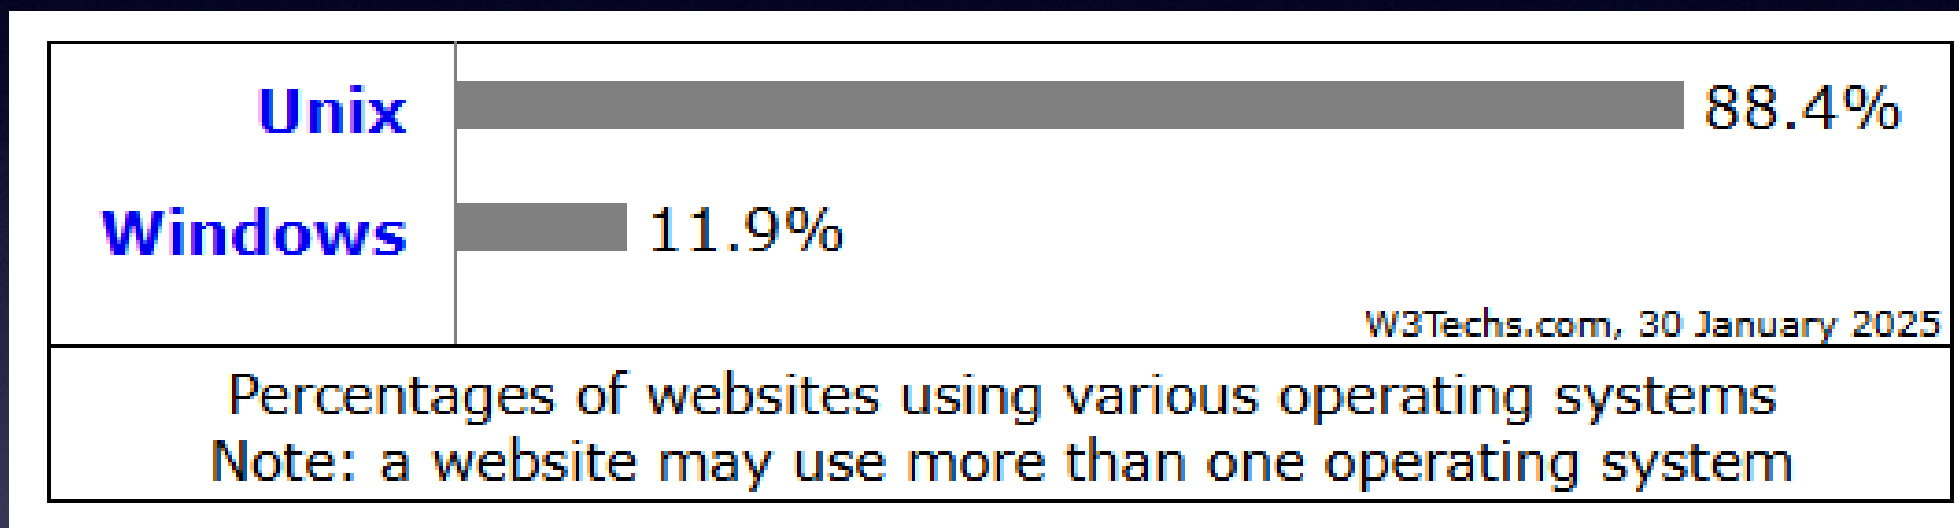 Unix 88.4%
Windows 11.9%
W3Techs.com, 30 January 2025
Percentages of websites using various operating systems
Note: a website may use more than one operating system